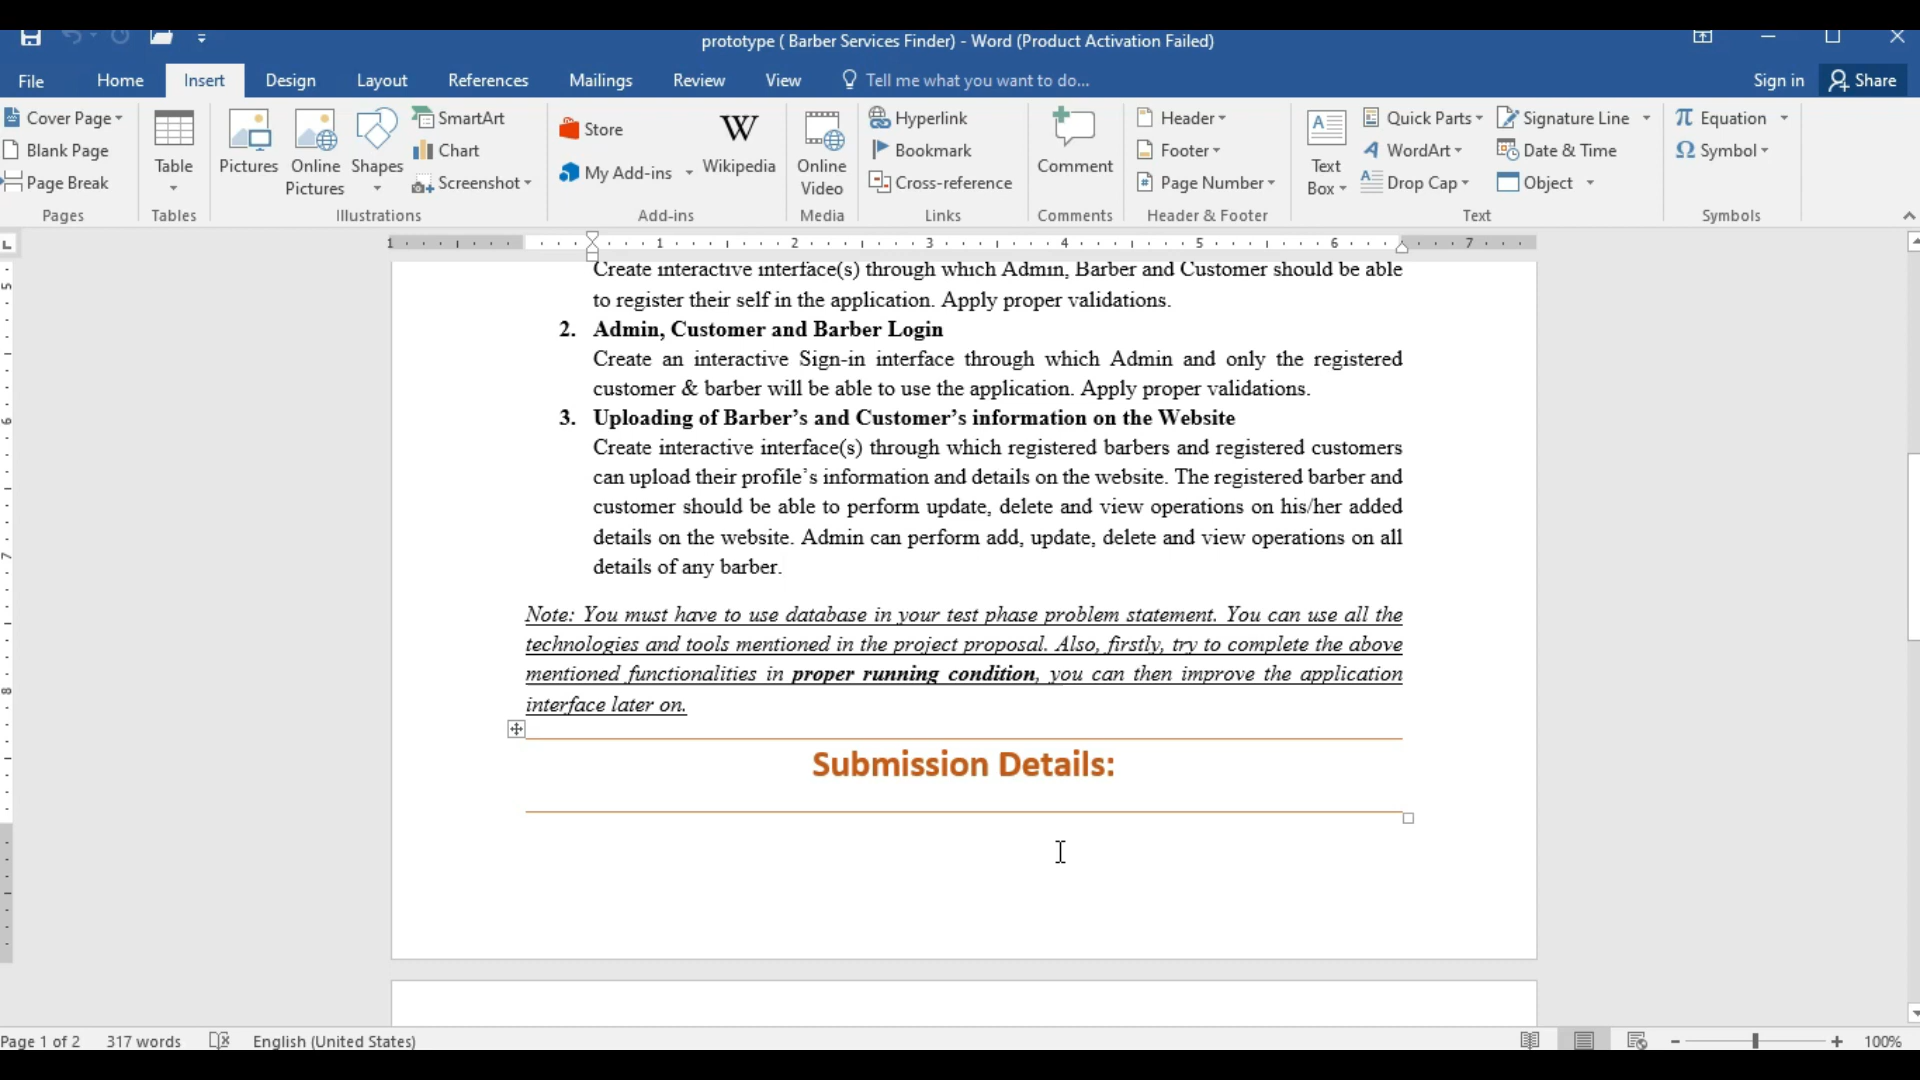 prototype ( Barber Services Finder) - Word (Product Activation Failed)
File Home Insert Design Layout References Mailings Review View Tell me what you want to do... Sign in Share
Cover Page
Blank Page
Page Break
Pages
Table
Tables
Pictures
Online Pictures
Shapes
SmartArt
Chart
Screenshot
Illustrations
Store
My Add-ins
W
Wikipedia
Add-ins
Online Video
Media
Hyperlink
Bookmark
Cross-reference
Links
Comment
Comments
Header
Footer
Page Number
Header & Footer
Text Box
Quick Parts
WordArt
Drop Cap
Signature Line
Date & Time
Object
Text
π Equation
Ω Symbol
Symbols
1 1 2 3 4 5 6 7
5
6
7
8
Create interactive interface(s) through which Admin, Barber and Customer should be able
to register their self in the application. Apply proper validations.
2. Admin, Customer and Barber Login
Create an interactive Sign-in interface through which Admin and only the registered
customer & barber will be able to use the application. Apply proper validations.
3. Uploading of Barber’s and Customer’s information on the Website
Create interactive interface(s) through which registered barbers and registered customers
can upload their profile’s information and details on the website. The registered barber and
customer should be able to perform update, delete and view operations on his/her added
details on the website. Admin can perform add, update, delete and view operations on all
details of any barber.
Note: You must have to use database in your test phase problem statement. You can use all the
technologies and tools mentioned in the project proposal. Also, firstly, try to complete the above
mentioned functionalities in proper running condition, you can then improve the application
interface later on.
Submission Details:
Page 1 of 2 317 words English (United States) 100%